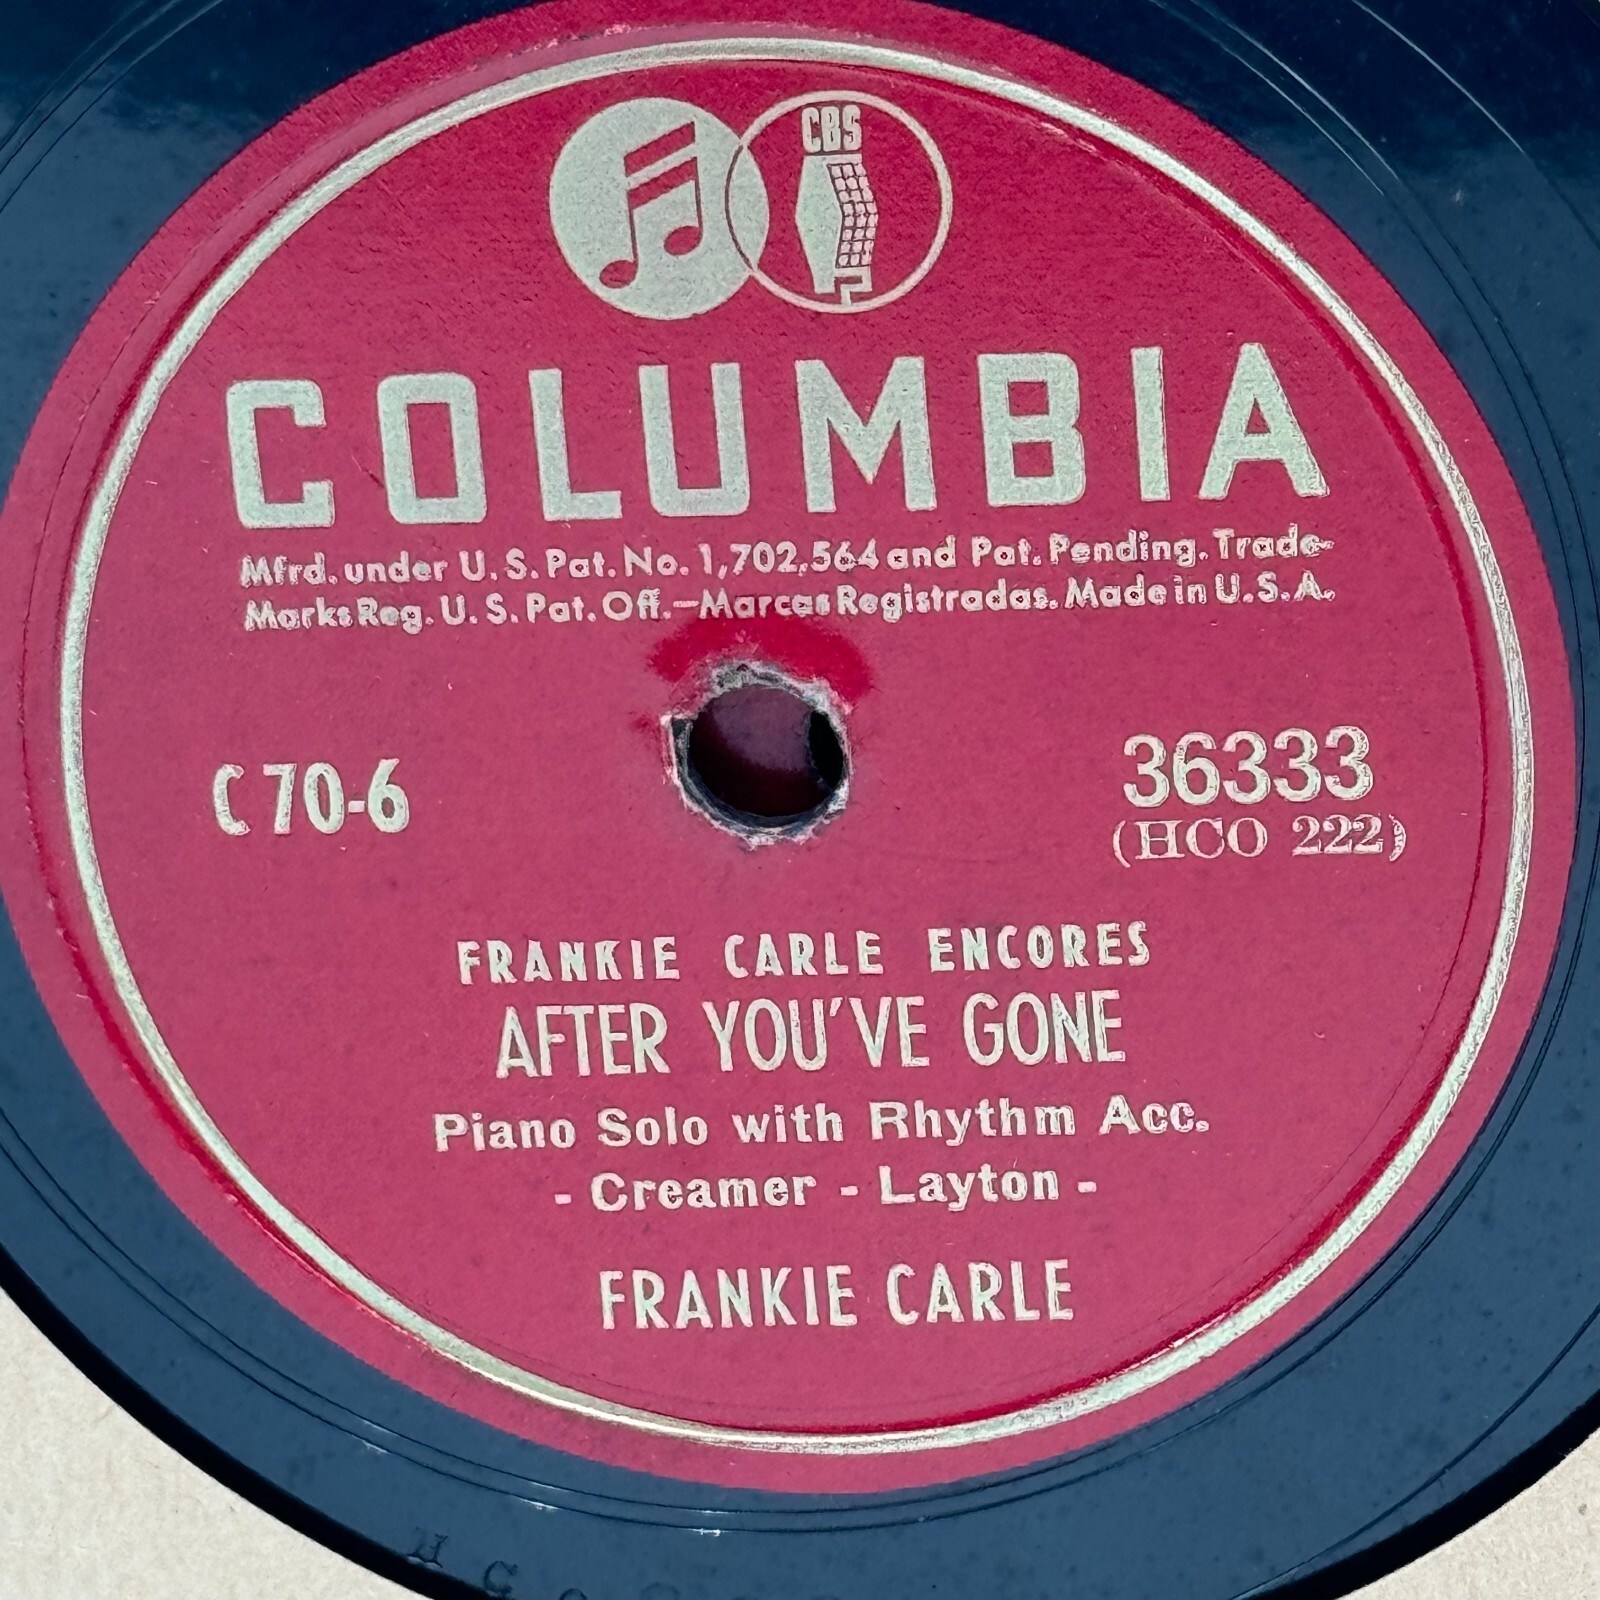 CBS
COLUMBIA
Mfrd. under U. S. Pat. No. 1,702,564 and Pat. Pending. Trade-
Marks Reg. U. S. Pat. Off.—Marcas Registradas. Made in U. S. A.
C 70-6
36333
(HCO 222)
FRANKIE CARLE ENCORES
AFTER YOU'VE GONE
Piano Solo with Rhythm Acc.
- Creamer - Layton -
FRANKIE CARLE